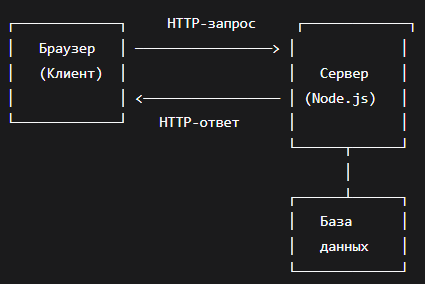 HTTP-запрос
Браузер
(Клиент)
Сервер
(Node.js)
HTTP-ответ
База
данных